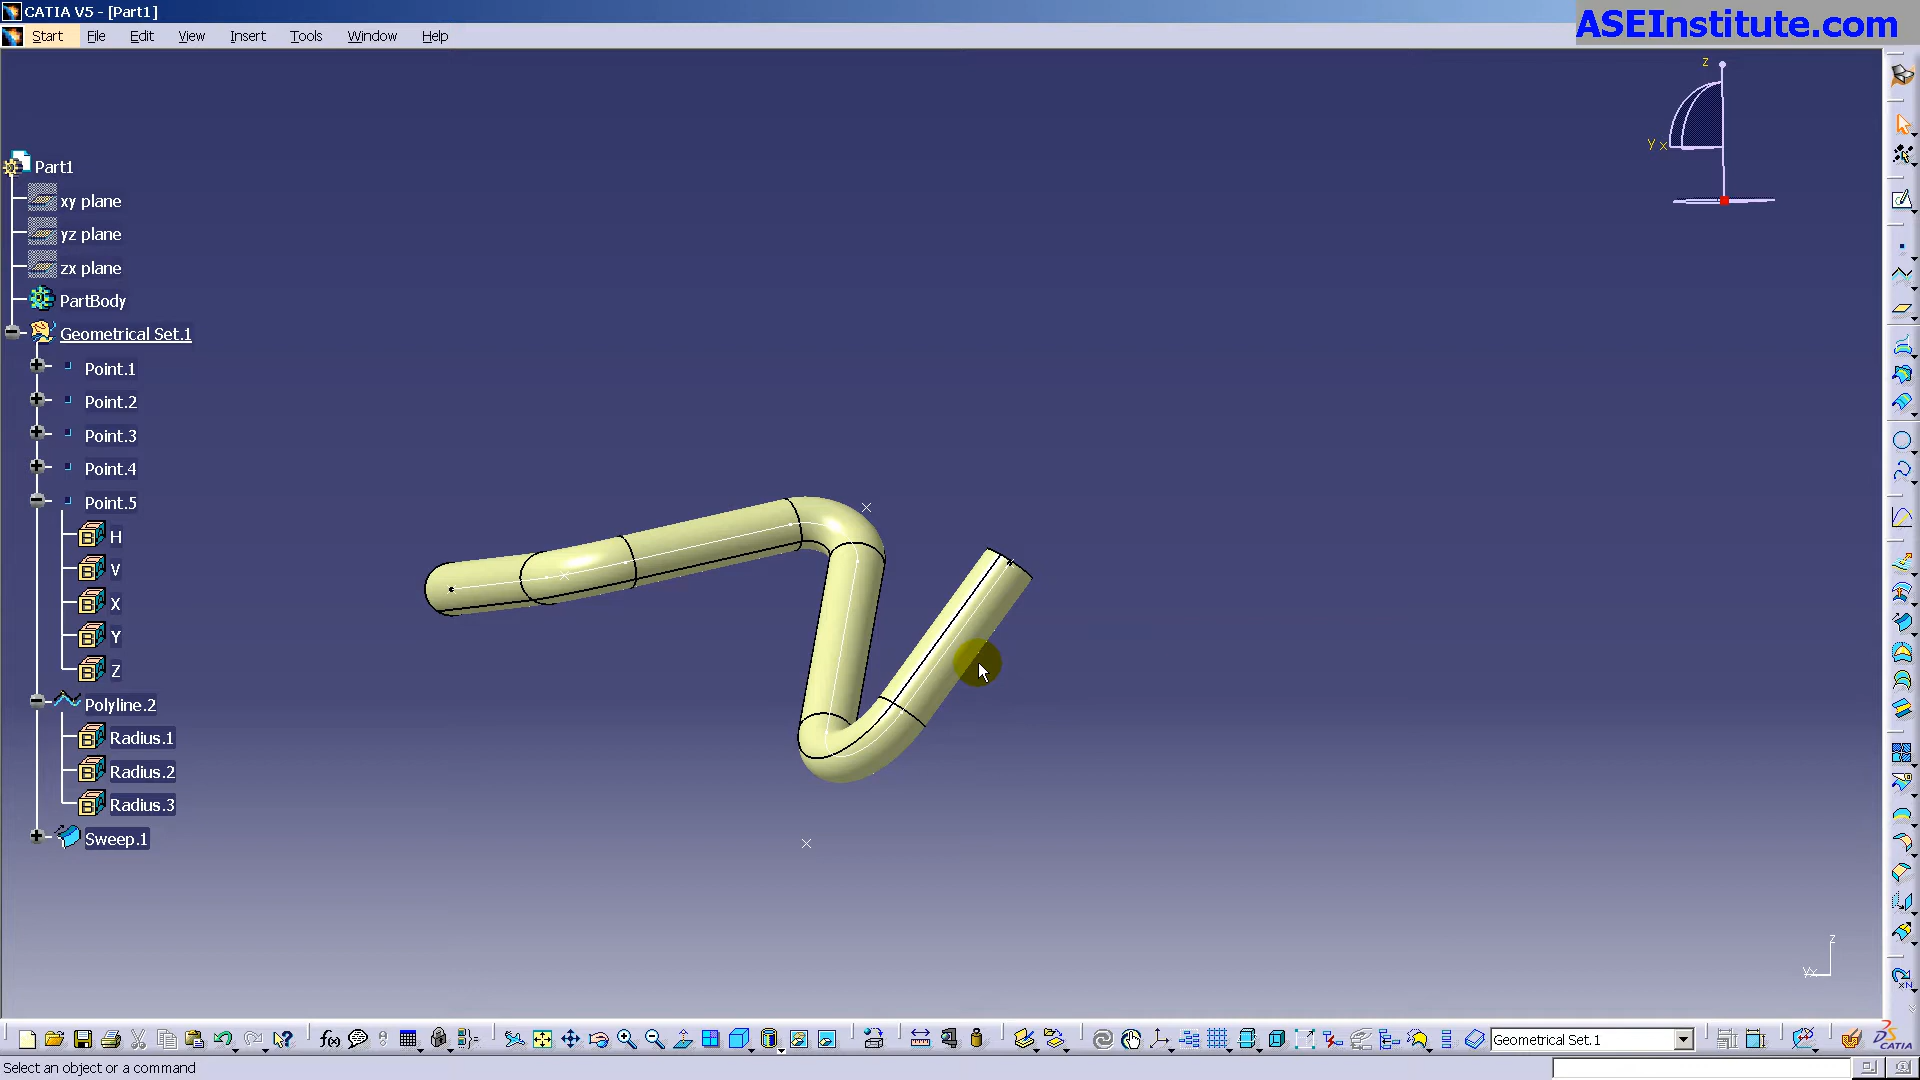 CATIA V5 - [Part1]
ASEInstitute.com
Start File Edit View Insert Tools Window Help
z
y x
Part1
xy plane
yz plane
zx plane
PartBody
Geometrical Set.1
Point.1
Point.2
Point.3
Point.4
Point.5
H
V
X
Y
Z
Polyline.2
Radius.1
Radius.2
Radius.3
Sweep.1
z
Geometrical Set.1
CATIA
Select an object or a command